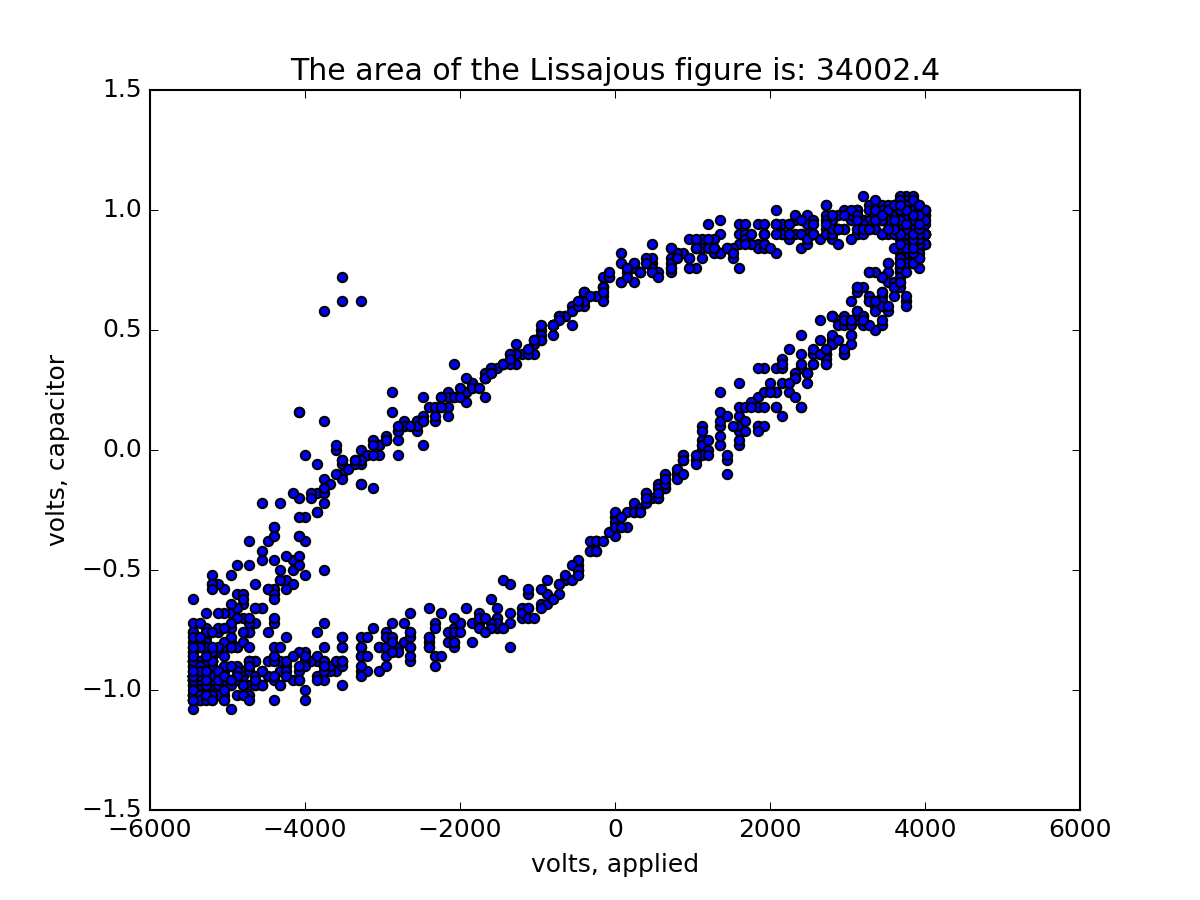 The area of the Lissajous figure is: 34002.4
1.5
1.0
0.5
0.0
−0.5
−1.0
−1.5
−6000 −4000 −2000 0 2000 4000 6000
volts, capacitor
volts, applied